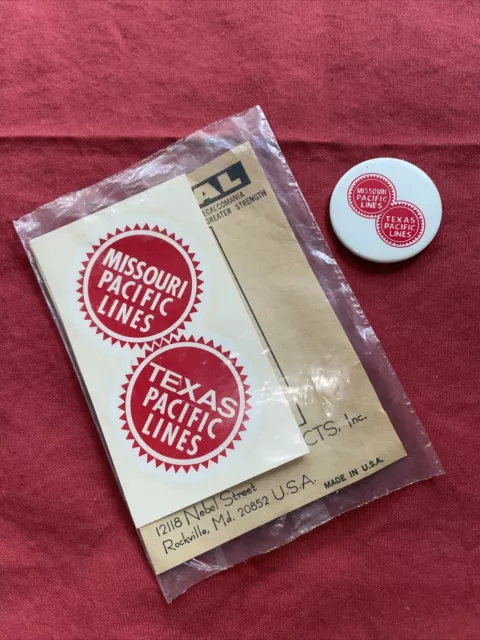 AL
ECALCOMANIA
GREATER STRENGTH
MISSOURI
PACIFIC
LINES
TEXAS
PACIFIC
LINES
CTS, Inc.
12118 Nebel Street
Rockville, Md. 20852 U.S.A.
MADE IN U.S.A.
MISSOURI
PACIFIC
LINES
TEXAS
PACIFIC
LINES